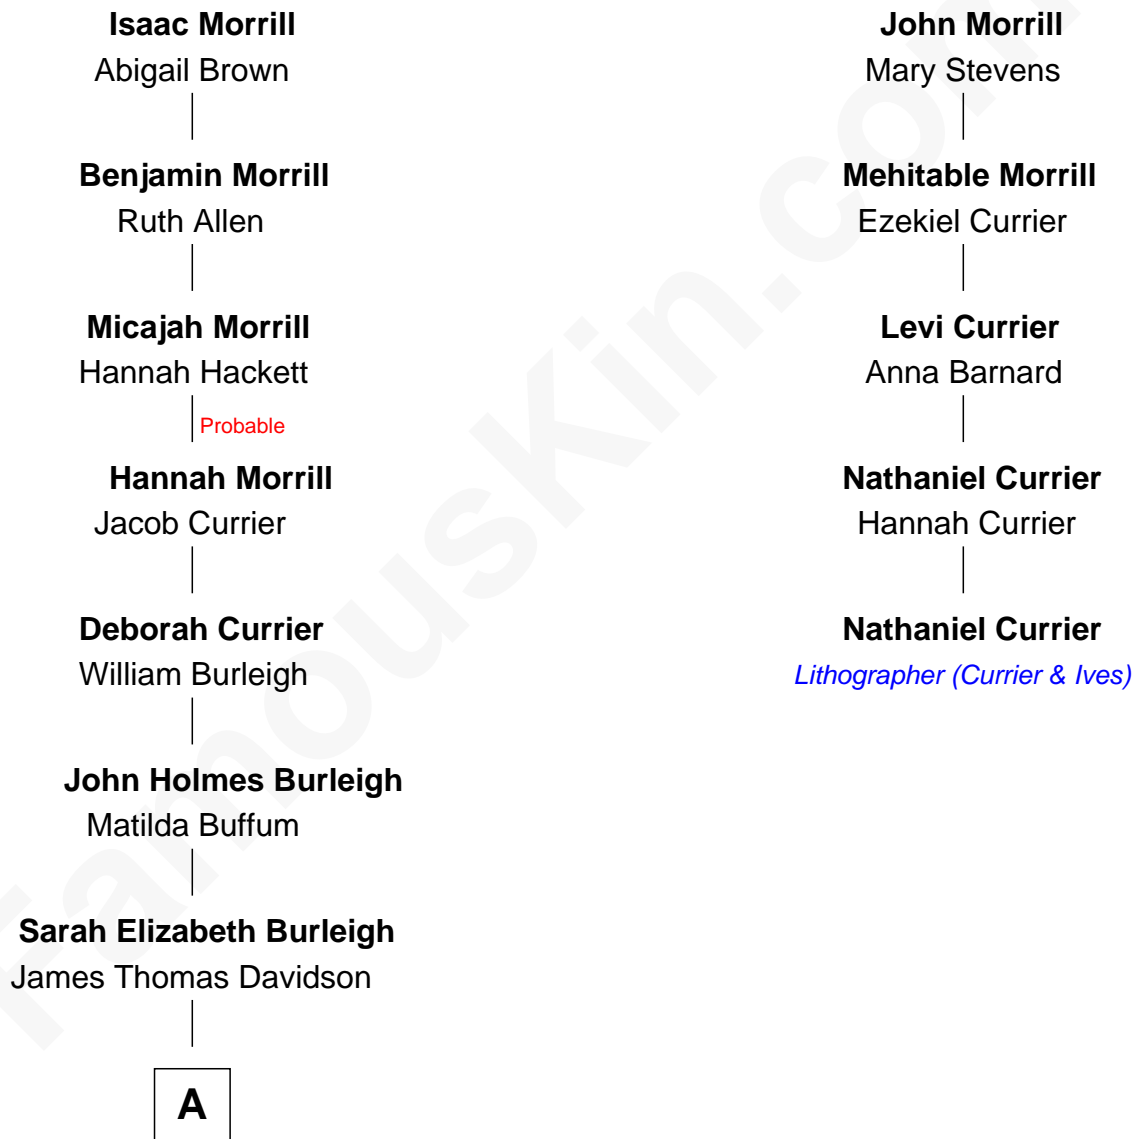 Isaac Morrill
Abigail Brown
Benjamin Morrill
Ruth Allen
Micajah Morrill
Hannah Hackett
Probable
Hannah Morrill
Jacob Currier
Deborah Currier
William Burleigh
John Holmes Burleigh
Matilda Buffum
Sarah Elizabeth Burleigh
James Thomas Davidson
A
John Morrill
Mary Stevens
Mehitable Morrill
Ezekiel Currier
Levi Currier
Anna Barnard
Nathaniel Currier
Hannah Currier
Nathaniel Currier
Lithographer (Currier & Ives)
FamousKin.com